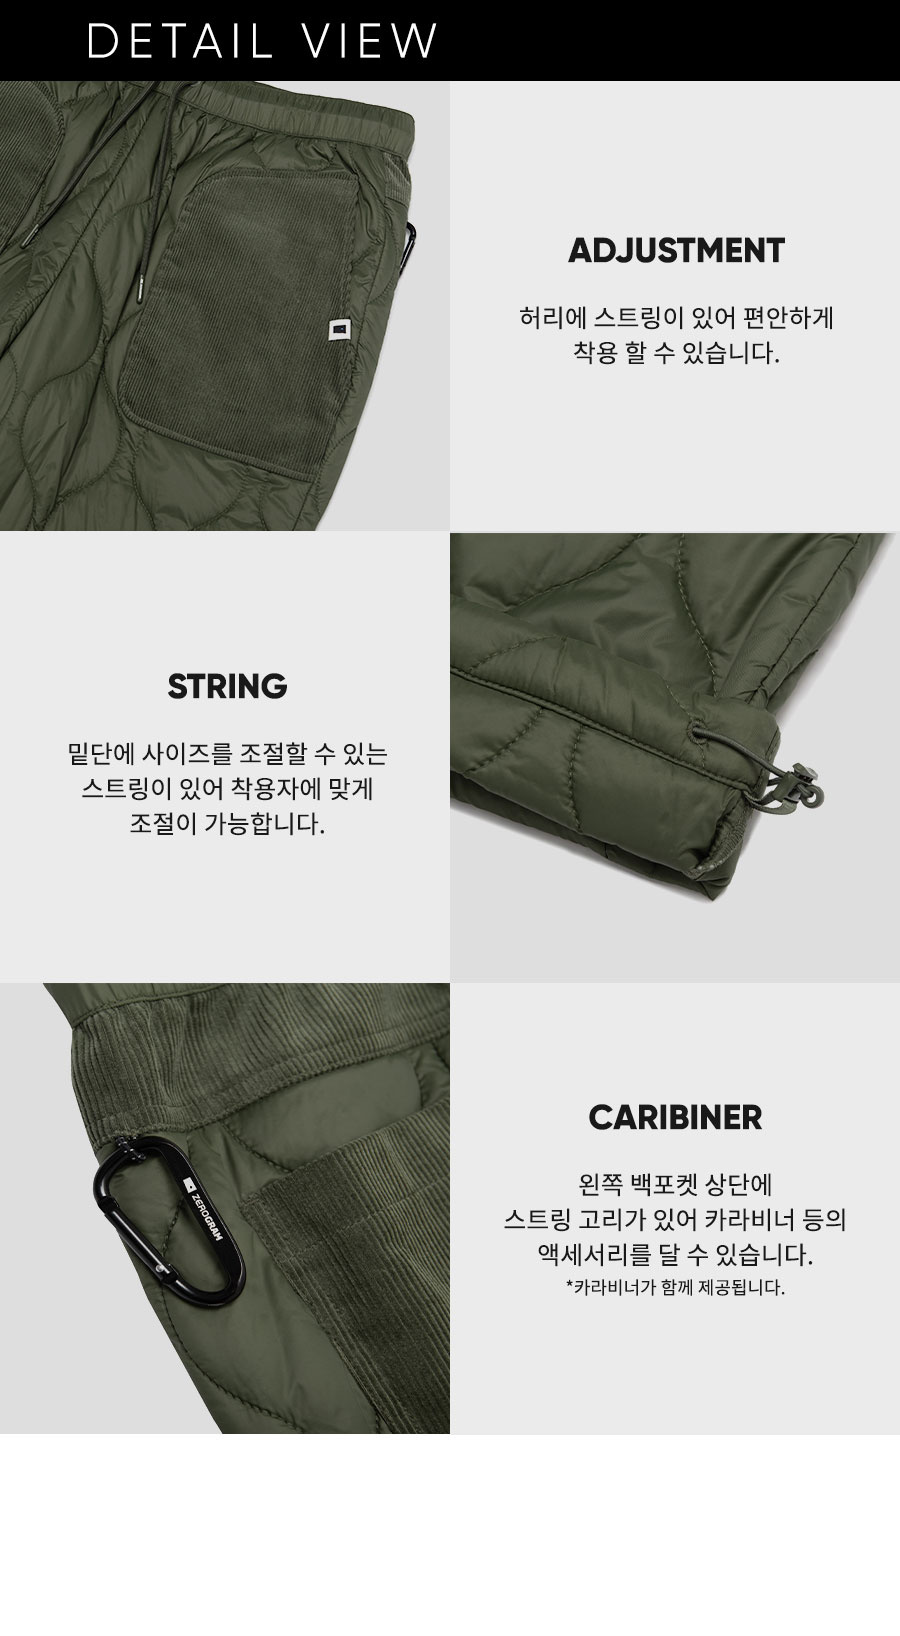 DETAIL VIEW
ADJUSTMENT
허리에 스트링이 있어 편안하게
착용 할 수 있습니다.
STRING
밑단에 사이즈를 조절할 수 있는
스트링이 있어 착용자에 맞게
조절이 가능합니다.
ZEROGRAM
CARIBINER
왼쪽 백포켓 상단에
스트링 고리가 있어 카라비너 등의
액세서리를 달 수 있습니다.
*카라비너가 함께 제공됩니다.